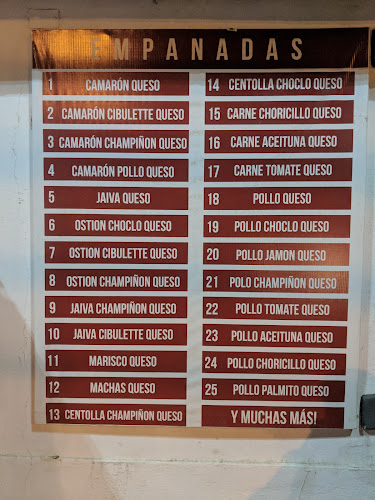 EMPANADAS
1 CAMARÓN QUESO
2 CAMARÓN CIBULETTE QUESO
3 CAMARÓN CHAMPIÑON QUESO
4 CAMARÓN POLLO QUESO
5 JAIVA QUESO
6 OSTION CHOCLO QUESO
7 OSTION CIBULETTE QUESO
8 OSTION CHAMPIÑON QUESO
9 JAIVA CHAMPIÑON QUESO
10 JAIVA CIBULETTE QUESO
11 MARISCO QUESO
12 MACHAS QUESO
13 CENTOLLA CHAMPIÑON QUESO
14 CENTOLLA CHOCLO QUESO
15 CARNE CHORICILLO QUESO
16 CARNE ACEITUNA QUESO
17 CARNE TOMATE QUESO
18 POLLO QUESO
19 POLLO CHOCLO QUESO
20 POLLO JAMON QUESO
21 POLO CHAMPIÑON QUESO
22 POLLO TOMATE QUESO
23 POLLO ACEITUNA QUESO
24 POLLO CHORICILLO QUESO
25 POLLO PALMITO QUESO
Y MUCHAS MÁS!